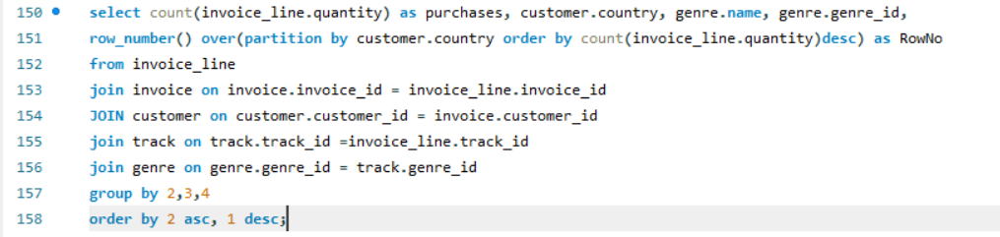 150 select count(invoice_line.quantity) as purchases, customer.country, genre.name, genre.genre_id,
151 row_number() over(partition by customer.country order by count(invoice_line.quantity)desc) as RowNo
152 from invoice_line
153 join invoice on invoice.invoice_id = invoice_line.invoice_id
154 JOIN customer on customer.customer_id = invoice.customer_id
155 join track on track.track_id =invoice_line.track_id
156 join genre on genre.genre_id = track.genre_id
157 group by 2,3,4
158 order by 2 asc, 1 desc;